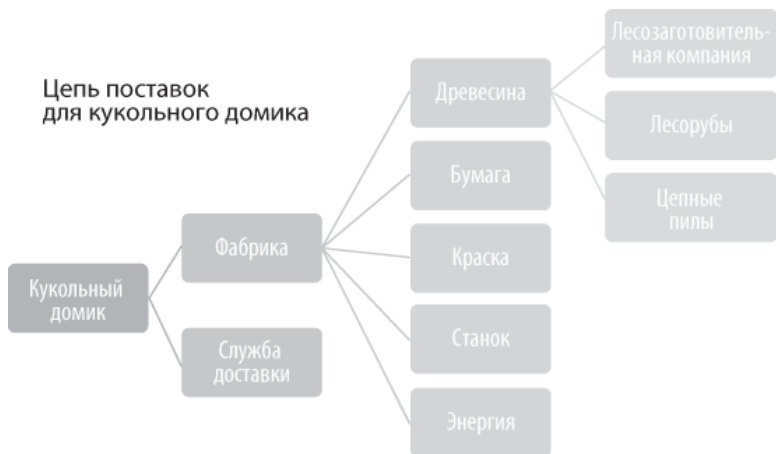 Цепь поставок
для кукольного домика
Кукольный
домик
Фабрика
Служба
доставки
Древесина
Бумага
Краска
Станок
Энергия
Лесозаготовитель-
ная компания
Лесорубы
Цепные
пилы